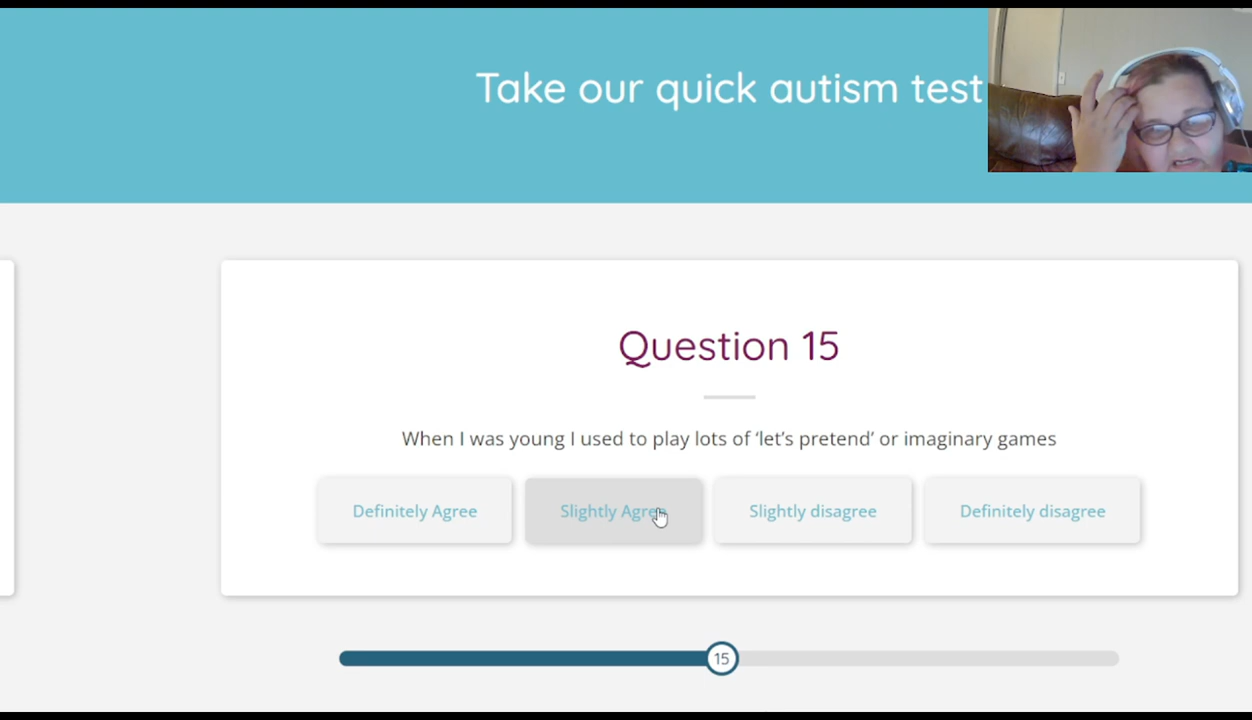 Take our quick autism test
Question 15
When I was young I used to play lots of ‘let’s pretend’ or imaginary games
Definitely Agree
Slightly Agree
Slightly disagree
Definitely disagree
15